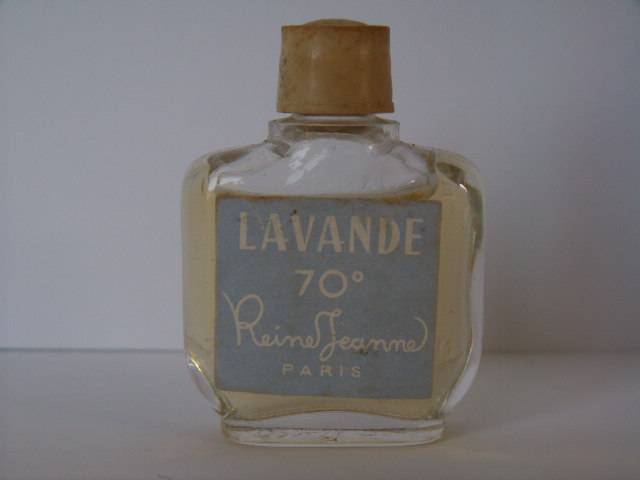 LAVANDE
70°
Reine Jeanne
PARIS